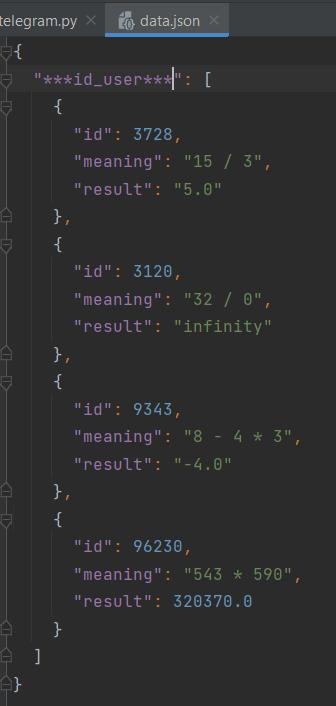 telegram.py data.json
{
"***id_user***": [
{
"id": 3728,
"meaning": "15 / 3",
"result": "5.0"
},
{
"id": 3120,
"meaning": "32 / 0",
"result": "infinity"
},
{
"id": 9343,
"meaning": "8 - 4 * 3",
"result": "-4.0"
},
{
"id": 96230,
"meaning": "543 * 590",
"result": 320370.0
}
]
}